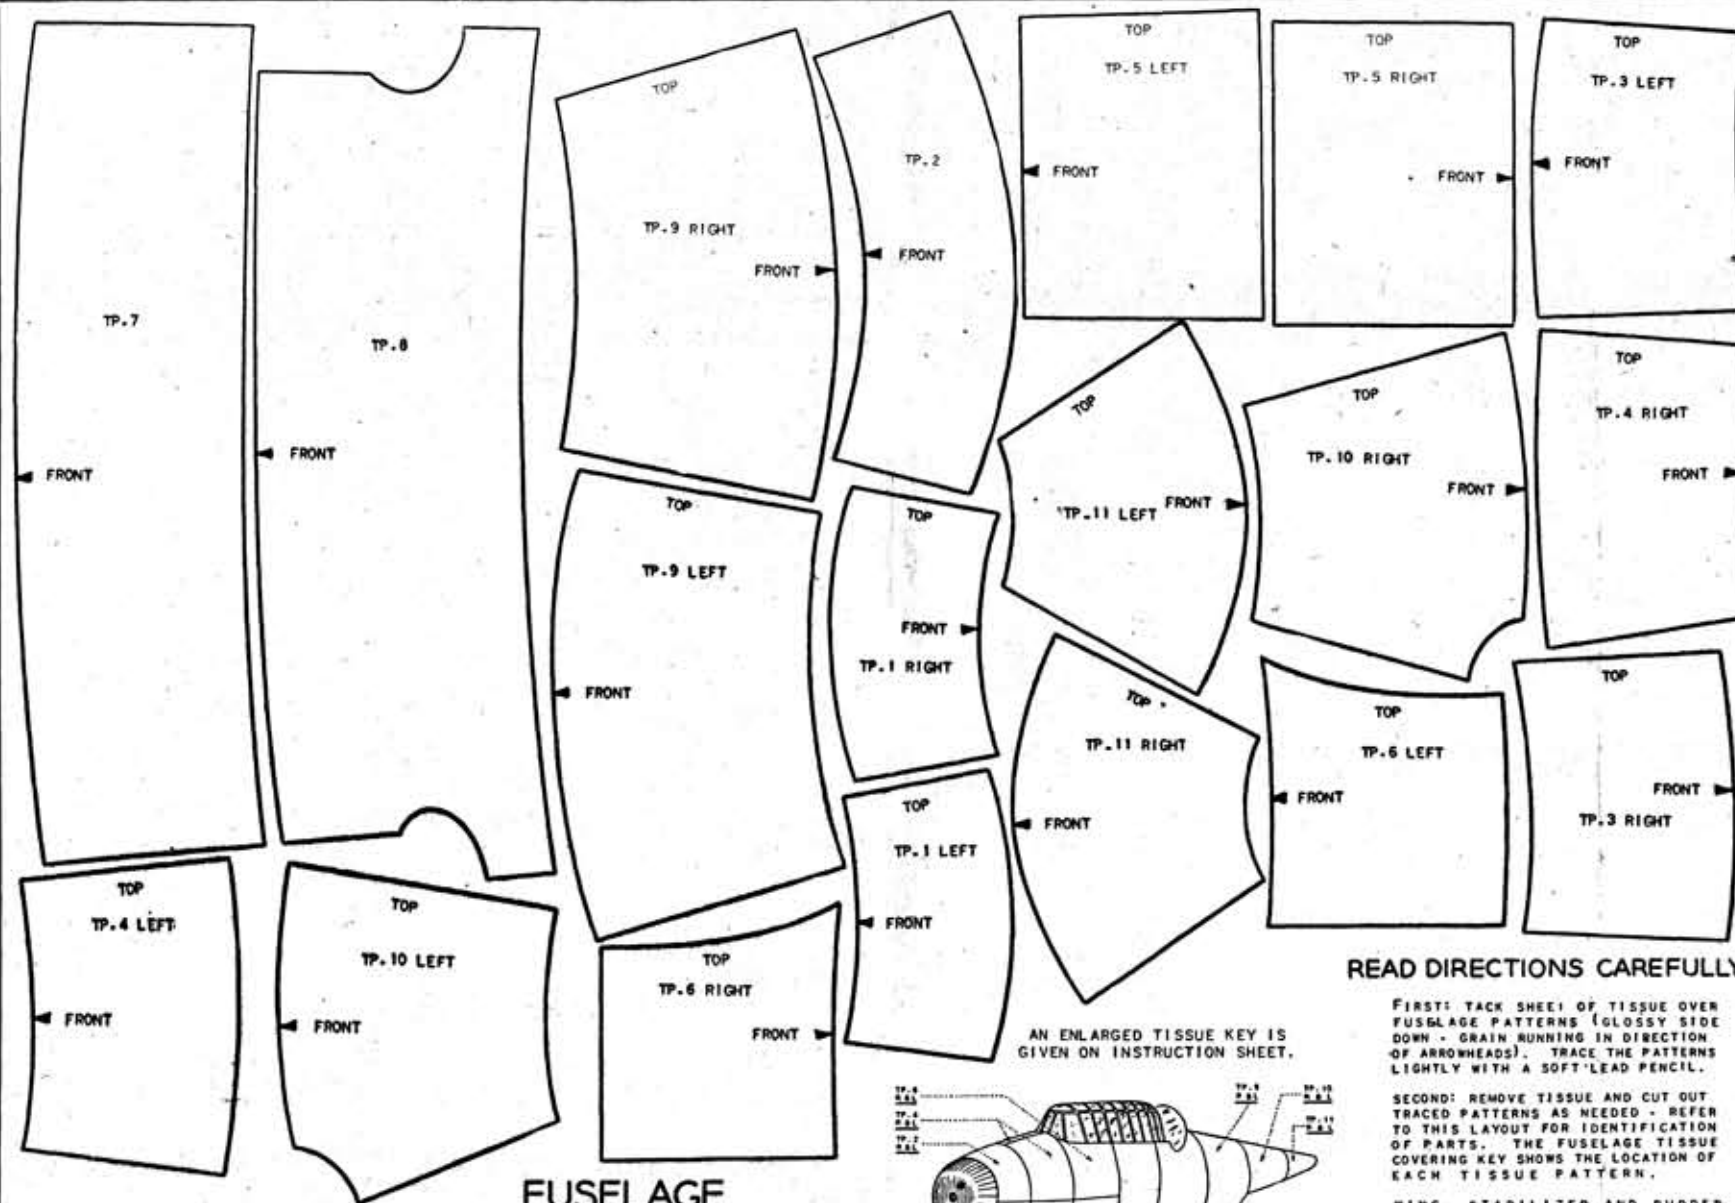 TOP
TP.5 LEFT
FRONT
TOP
TP.5 RIGHT
FRONT
TOP
TP.3 LEFT
FRONT
TOP
TP.9 RIGHT
FRONT
TP.2
FRONT
TP.7
FRONT
TP.8
FRONT
TOP
TP.11 LEFT
FRONT
TOP
TP.10 RIGHT
FRONT
TOP
TP.4 RIGHT
FRONT
TOP
TP.9 LEFT
FRONT
TOP
FRONT
TP.1 RIGHT
TOP
TP.11 RIGHT
FRONT
TOP
TP.6 LEFT
FRONT
TOP
FRONT
TP.3 RIGHT
TOP
TP.1 LEFT
FRONT
TOP
TP.4 LEFT
FRONT
TOP
TP.10 LEFT
FRONT
TOP
TP.6 RIGHT
FRONT
FUSELAGE
AN ENLARGED TISSUE KEY IS
GIVEN ON INSTRUCTION SHEET.
READ DIRECTIONS CAREFULLY
FIRST: TACK SHEET OF TISSUE OVER
FUSELAGE PATTERNS (GLOSSY SIDE
DOWN - GRAIN RUNNING IN DIRECTION
OF ARROWHEADS). TRACE THE PATTERNS
LIGHTLY WITH A SOFT LEAD PENCIL.
SECOND: REMOVE TISSUE AND CUT OUT
TRACED PATTERNS AS NEEDED - REFER
TO THIS LAYOUT FOR IDENTIFICATION
OF PARTS. THE FUSELAGE TISSUE
COVERING KEY SHOWS THE LOCATION OF
EACH TISSUE PATTERN.